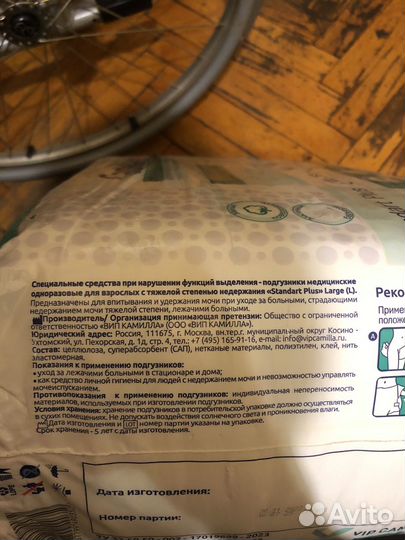 Специальные средства при нарушении функций выделения - подгузники медицинские
одноразовые для взрослых с тяжелой степенью недержания «Standart Plus» Large (L).
Предназначены для впитывания и удержания мочи при уходе за больными, страдающими
недержанием мочи тяжелой степени, лежачими больными.
Производитель/ Организация принимающая претензии: Общество с ограниченной
ответственностью «ВИП КАМИЛЛА» (ООО «ВИП КАМИЛЛА»).
Юридический адрес: Россия, 111675, г. Москва, вн.тер.г. муниципальный округ Косино -
Ухтомский, ул. Пехорская, д. 1д, стр. 4, тел.: +7 (495) 165-91-16, e-mail: info@vipcamilla.ru.
Состав: целлюлоза, суперабсорбент (САП), нетканые материалы, полиэтилен, клей, нить
эластомерная.
Показания к применению подгузников:
• уход за лежачими больными в стационаре и дома;
• как средство личной гигиены для людей с недержанием мочи и невозможностью управлять
мочеиспусканием.
Противопоказания к применению подгузников: индивидуальная непереносимость
материалов, используемых при изготовлении подгузников.
Условия хранения: хранение подгузников в потребительской упаковке должно осуществляться
в сухих помещениях. Не допускать воздействия солнечного света и проникновения влаги.
Дата изготовления и LOT номер партии указаны на упаковке.
Срок хранения - 5 лет с даты изготовления.
Реко
Приме
положе
A
Дата изготовления:
Номер партии:
VIP CAM
Avito